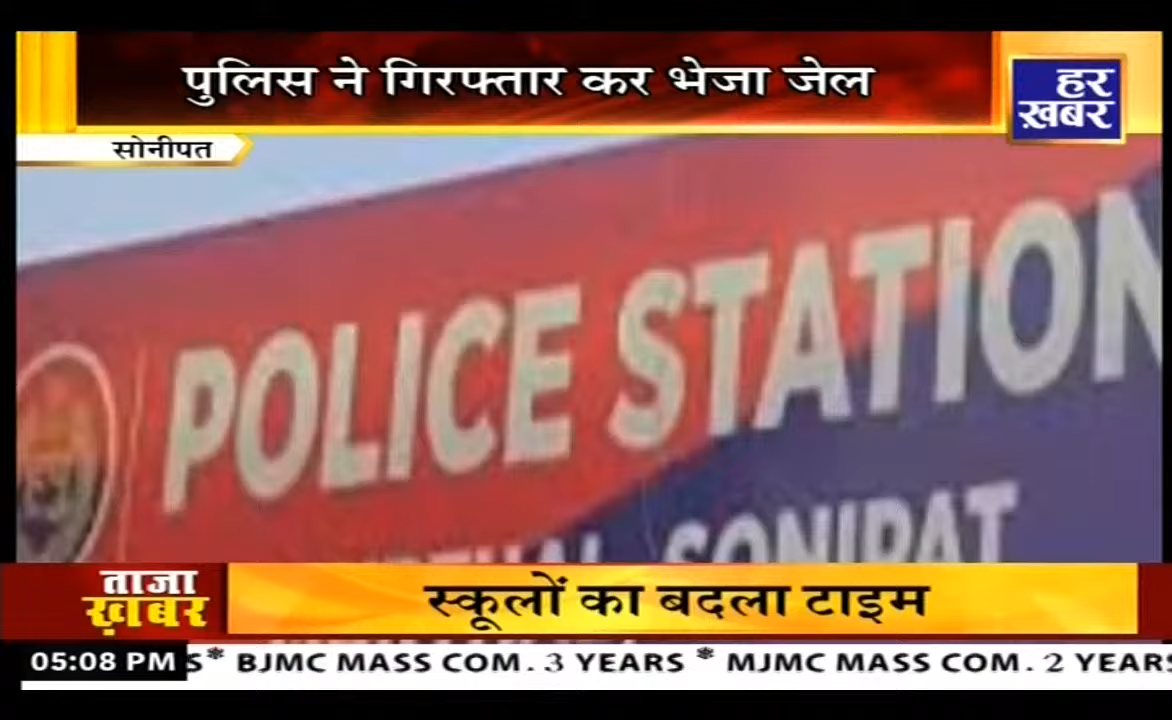 पुलिस ने गिरफ्तार कर भेजा जेल
हर
ख़बर
सोनीपत
POLICE STATION
SONIPAT
ताजा
ख़बर
स्कूलों का बदला टाइम
05:08 PM
S* BJMC MASS COM. 3 YEARS * MJMC MASS COM. 2 YEARS